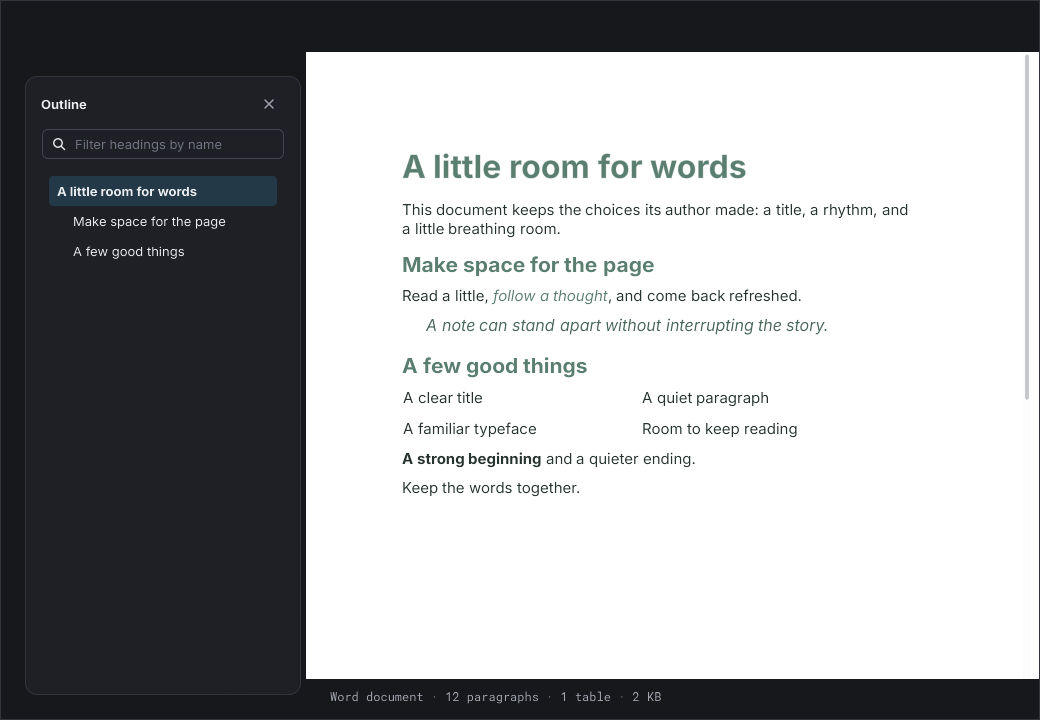 Outline
Filter headings by name
A little room for words
Make space for the page
A few good things
A little room for words
This document keeps the choices its author made: a title, a rhythm, and
a little breathing room.
Make space for the page
Read a little, follow a thought, and come back refreshed.
A note can stand apart without interrupting the story.
A few good things
A clear title A quiet paragraph
A familiar typeface Room to keep reading
A strong beginning and a quieter ending.
Keep the words together.
Word document · 12 paragraphs · 1 table · 2 KB